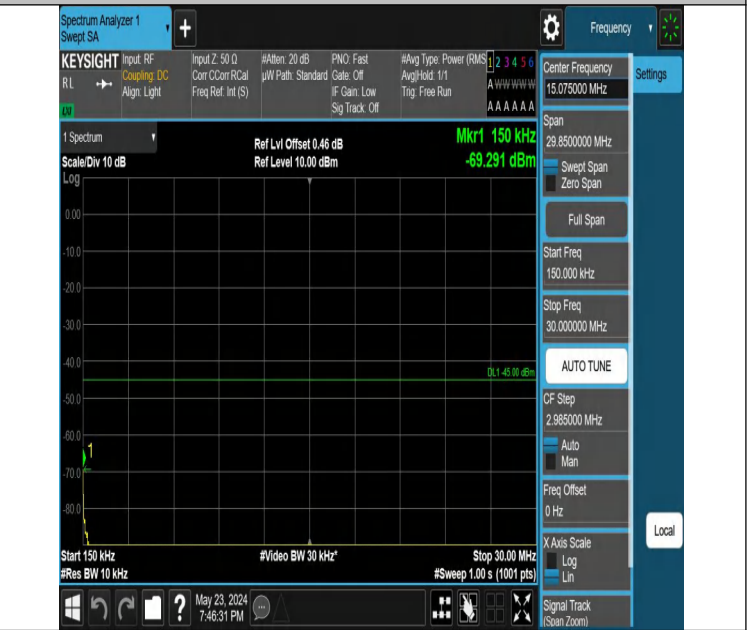 Spectrum Analyzer 1
Swept SA
+
Frequency
KEYSIGHT
RL
Input: RF
Coupling: DC
Align: Light
Input Z: 50 Ω
Corr CCorr RCal
Freq Ref: Int (S)
#Atten: 20 dB
µW Path: Standard
PNO: Fast
Gate: Off
IF Gain: Low
Sig Track: Off
#Avg Type: Power (RMS
Avg|Hold: 1/1
Trig: Free Run
1 2 3 4 5 6
A W W W W W
A A A A A A
1 Spectrum
Scale/Div 10 dB
Ref Lvl Offset 0.46 dB
Ref Level 10.00 dBm
Mkr1 150 kHz
-69.291 dBm
Log
0.00
-10.0
-20.0
-30.0
-40.0
DL1 -45.00 dBm
-50.0
-60.0
1
-70.0
-80.0
Start 150 kHz
#Video BW 30 kHz*
Stop 30.00 MHz
#Res BW 10 kHz
#Sweep 1.00 s (1001 pts)
?
May 23, 2024
7:46:31 PM
Center Frequency
15.075000 MHz
Settings
Span
29.8500000 MHz
Swept Span
Zero Span
Full Span
Start Freq
150.000 kHz
Stop Freq
30.000000 MHz
AUTO TUNE
CF Step
2.985000 MHz
Auto
Man
Freq Offset
0 Hz
Local
X Axis Scale
Log
Lin
Signal Track
(Span Zoom)